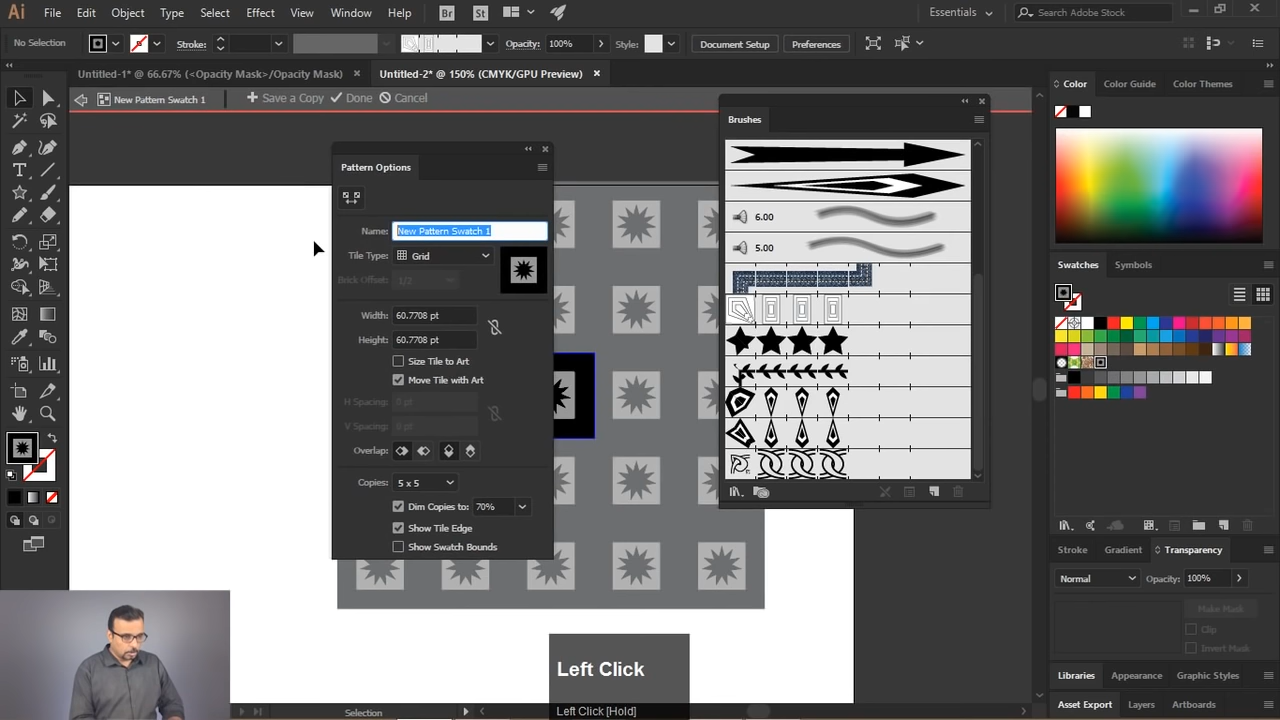 Ai File Edit Object Type Select Effect View Window Help Br St Essentials Search Adobe Stock
No Selection Stroke: Opacity: 100% Style: Document Setup Preferences
Untitled-1* @ 66.67% (<Opacity Mask>/Opacity Mask) Untitled-2* @ 150% (CMYK/GPU Preview)
New Pattern Swatch 1 Save a Copy Done Cancel
Pattern Options
Name: New Pattern Swatch 1
Tile Type: Grid
Brick Offset: 1/2
Width: 60.7708 pt
Height: 60.7708 pt
Size Tile to Art
Move Tile with Art
H Spacing: 0 pt
V Spacing: 0 pt
Overlap:
Copies: 5 x 5
Dim Copies to: 70%
Show Tile Edge
Show Swatch Bounds
Brushes
6.00
5.00
Color Color Guide Color Themes
Swatches Symbols
Stroke Gradient Transparency
Normal Opacity: 100%
Make Mask
Clip
Invert Mask
Libraries Appearance Graphic Styles
Asset Export Layers Artboards
Left Click
Left Click [Hold]
Selection